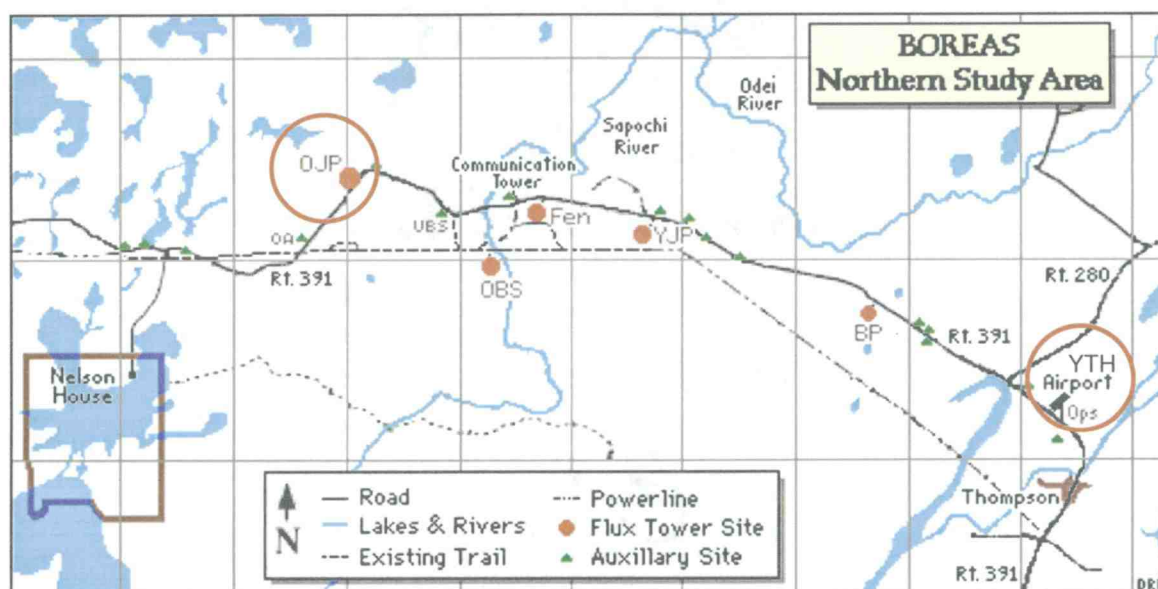 BOREAS
Northern Study Area
Odei
River
Sapochi
River
Communication
Tower
OJP
UBS
Fen
YJP
OA
Rt. 391
OBS
Rt. 280
BP
Rt. 391
YTH
Airport
Ops
Nelson
House
Thompson
Road
Powerline
Lakes & Rivers
Flux Tower Site
N
Existing Trail
Auxillary Site
Rt. 391